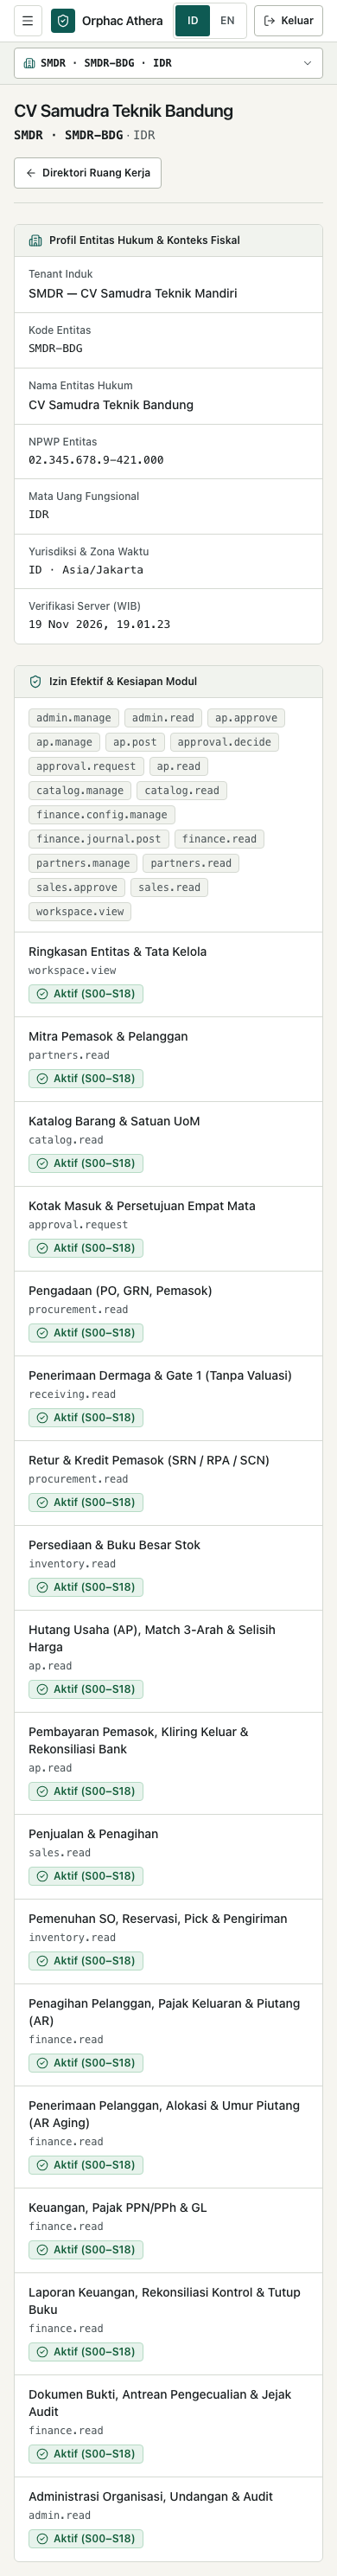 Orphac Athera
ID
EN
Keluar
SMDR · SMDR-BDG · IDR
CV Samudra Teknik Bandung
SMDR · SMDR-BDG · IDR
Direktori Ruang Kerja
Profil Entitas Hukum & Konteks Fiskal
Tenant Induk
SMDR — CV Samudra Teknik Mandiri
Kode Entitas
SMDR-BDG
Nama Entitas Hukum
CV Samudra Teknik Bandung
NPWP Entitas
02.345.678.9-421.000
Mata Uang Fungsional
IDR
Yurisdiksi & Zona Waktu
ID · Asia/Jakarta
Verifikasi Server (WIB)
19 Nov 2026, 19.01.23
Izin Efektif & Kesiapan Modul
admin.manage admin.read ap.approve
ap.manage ap.post approval.decide
approval.request ap.read
catalog.manage catalog.read
finance.config.manage
finance.journal.post finance.read
partners.manage partners.read
sales.approve sales.read
workspace.view
Ringkasan Entitas & Tata Kelola
workspace.view
Aktif (S00–S18)
Mitra Pemasok & Pelanggan
partners.read
Aktif (S00–S18)
Katalog Barang & Satuan UoM
catalog.read
Aktif (S00–S18)
Kotak Masuk & Persetujuan Empat Mata
approval.request
Aktif (S00–S18)
Pengadaan (PO, GRN, Pemasok)
procurement.read
Aktif (S00–S18)
Penerimaan Dermaga & Gate 1 (Tanpa Valuasi)
receiving.read
Aktif (S00–S18)
Retur & Kredit Pemasok (SRN / RPA / SCN)
procurement.read
Aktif (S00–S18)
Persediaan & Buku Besar Stok
inventory.read
Aktif (S00–S18)
Hutang Usaha (AP), Match 3-Arah & Selisih
Harga
ap.read
Aktif (S00–S18)
Pembayaran Pemasok, Kliring Keluar &
Rekonsiliasi Bank
ap.read
Aktif (S00–S18)
Penjualan & Penagihan
sales.read
Aktif (S00–S18)
Pemenuhan SO, Reservasi, Pick & Pengiriman
inventory.read
Aktif (S00–S18)
Penagihan Pelanggan, Pajak Keluaran & Piutang
(AR)
finance.read
Aktif (S00–S18)
Penerimaan Pelanggan, Alokasi & Umur Piutang
(AR Aging)
finance.read
Aktif (S00–S18)
Keuangan, Pajak PPN/PPh & GL
finance.read
Aktif (S00–S18)
Laporan Keuangan, Rekonsiliasi Kontrol & Tutup
Buku
finance.read
Aktif (S00–S18)
Dokumen Bukti, Antrean Pengecualian & Jejak
Audit
finance.read
Aktif (S00–S18)
Administrasi Organisasi, Undangan & Audit
admin.read
Aktif (S00–S18)